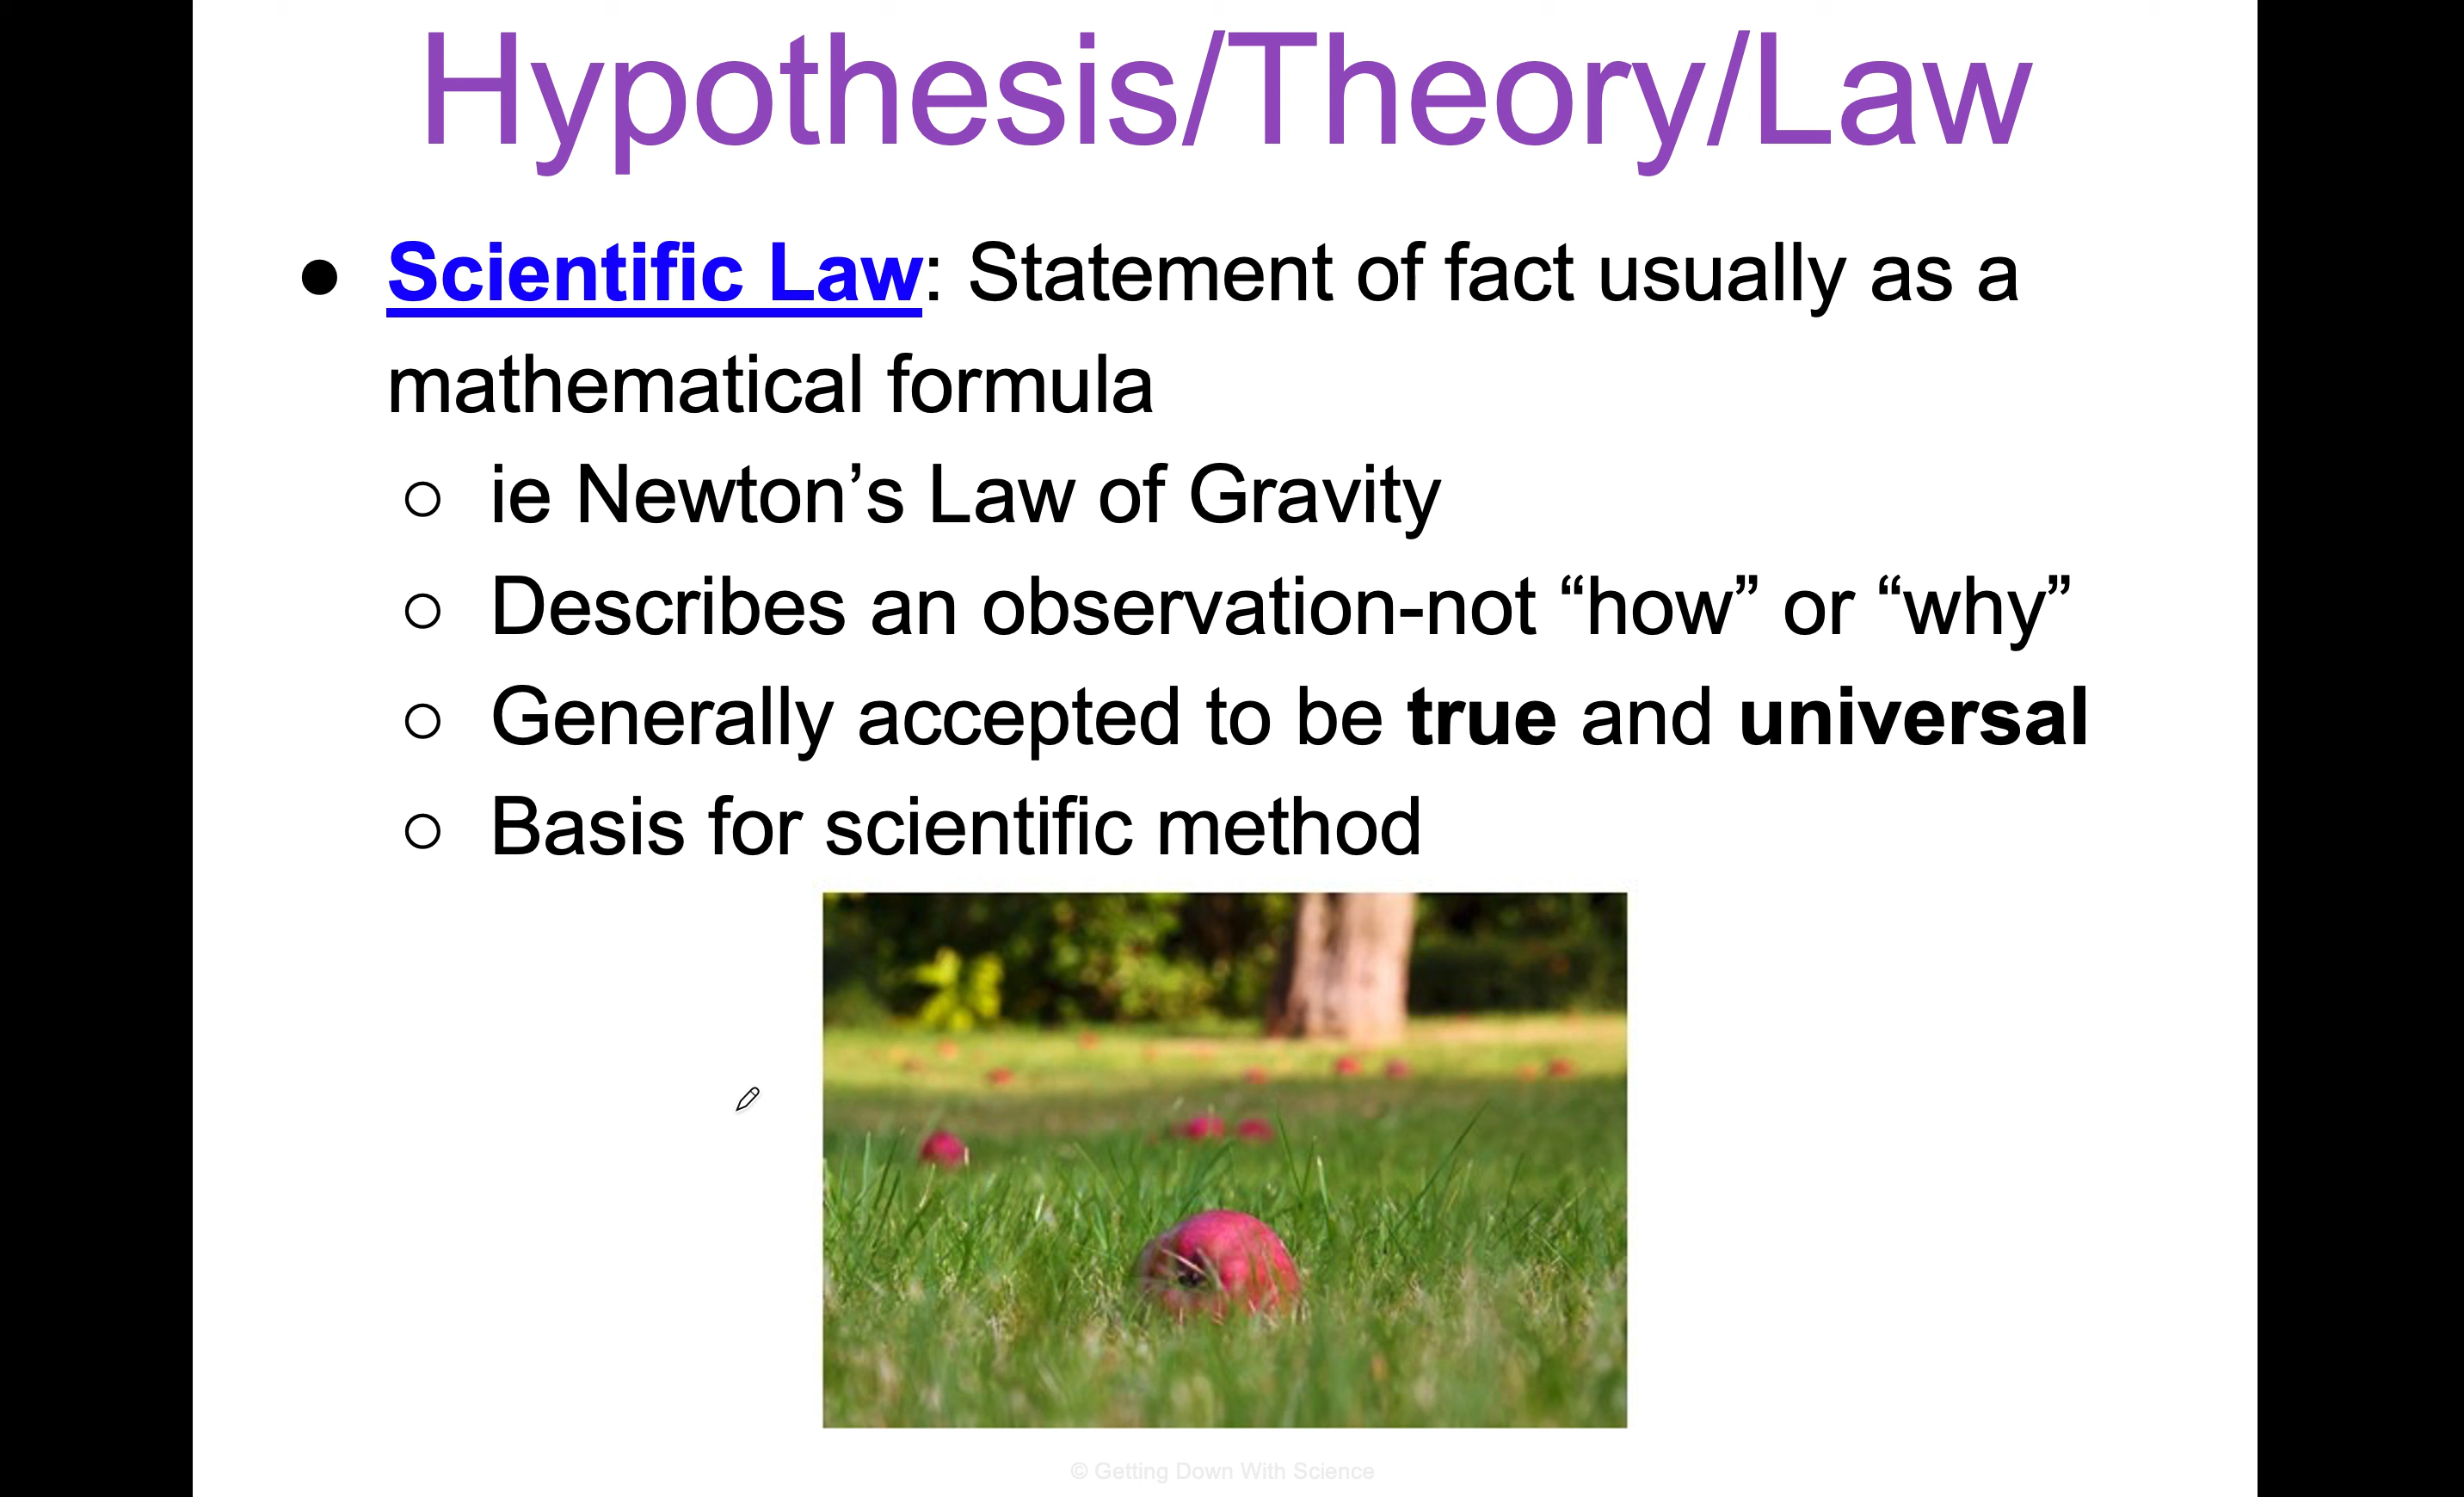 Hypothesis/Theory/Law
● Scientific Law: Statement of fact usually as a
mathematical formula
○ ie Newton’s Law of Gravity
○ Describes an observation-not “how” or “why”
○ Generally accepted to be true and universal
○ Basis for scientific method
© Getting Down With Science